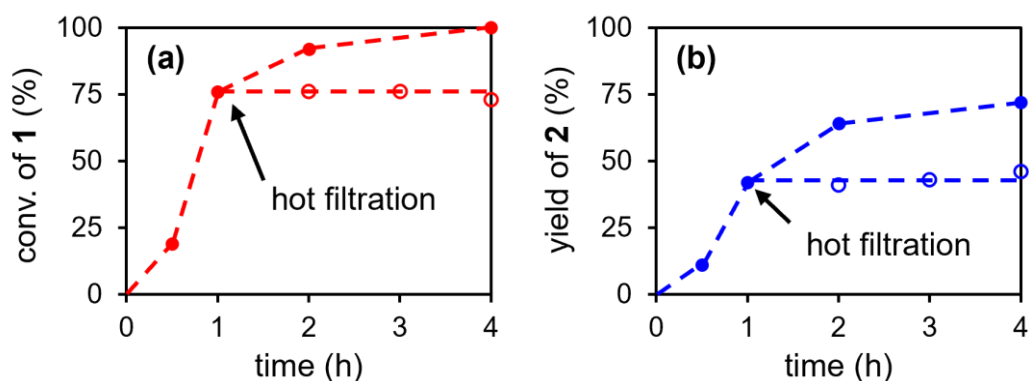 (a)
conv. of 1 (%)
100
75
50
25
0
hot filtration
0 1 2 3 4
time (h)
(b)
yield of 2 (%)
100
75
50
25
0
hot filtration
0 1 2 3 4
time (h)